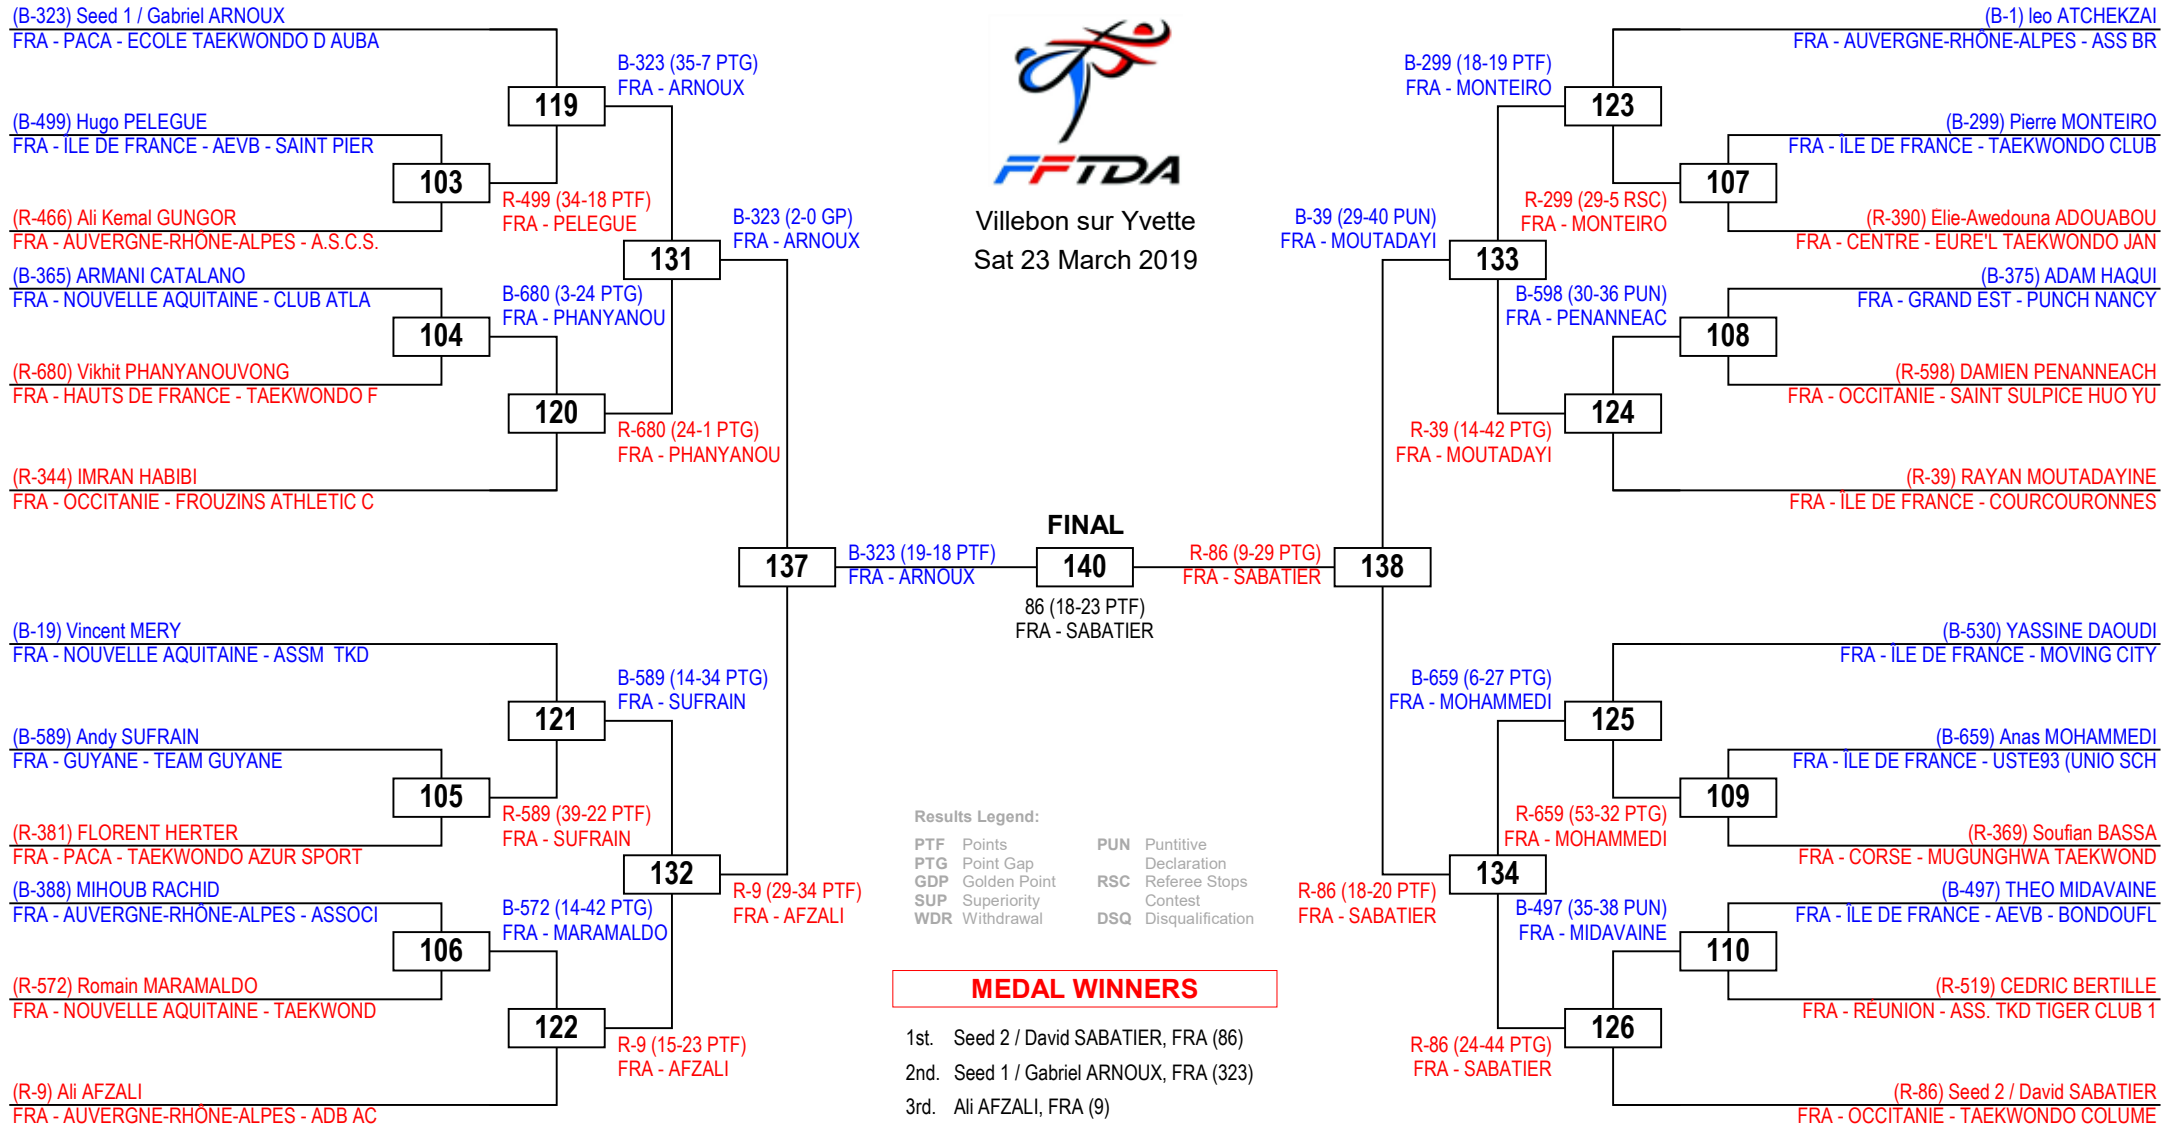 (B-323) Seed 1 / Gabriel ARNOUX
FRA - PACA - ECOLE TAEKWONDO D AUBA
(B-499) Hugo PELEGUE
FRA - ÎLE DE FRANCE - AEVB - SAINT PIER
(R-466) Ali Kemal GUNGOR
FRA - AUVERGNE-RHÔNE-ALPES - A.S.C.S.
(B-365) ARMANI CATALANO
FRA - NOUVELLE AQUITAINE - CLUB ATLA
(R-680) Vikhit PHANYANOUVONG
FRA - HAUTS DE FRANCE - TAEKWONDO F
(R-344) IMRAN HABIBI
FRA - OCCITANIE - FROUZINS ATHLETIC C
(B-19) Vincent MERY
FRA - NOUVELLE AQUITAINE - ASSM TKD
(B-589) Andy SUFRAIN
FRA - GUYANE - TEAM GUYANE
(R-381) FLORENT HERTER
FRA - PACA - TAEKWONDO AZUR SPORT
(B-388) MIHOUB RACHID
FRA - AUVERGNE-RHÔNE-ALPES - ASSOCI
(R-572) Romain MARAMALDO
FRA - NOUVELLE AQUITAINE - TAEKWOND
(R-9) Ali AFZALI
FRA - AUVERGNE-RHÔNE-ALPES - ADB AC
103
R-499 (34-18 PTF)
FRA - PELEGUE
104
B-680 (3-24 PTG)
FRA - PHANYANOU
105
R-589 (39-22 PTF)
FRA - SUFRAIN
106
B-572 (14-42 PTG)
FRA - MARAMALDO
119
B-323 (35-7 PTG)
FRA - ARNOUX
120
R-680 (24-1 PTG)
FRA - PHANYANOU
121
B-589 (14-34 PTG)
FRA - SUFRAIN
122
R-9 (15-23 PTF)
FRA - AFZALI
131
B-323 (2-0 GP)
FRA - ARNOUX
132
R-9 (29-34 PTF)
FRA - AFZALI
137
B-323 (19-18 PTF)
FRA - ARNOUX
FFTDA
Villebon sur Yvette
Sat 23 March 2019
FINAL
140
86 (18-23 PTF)
FRA - SABATIER
R-86 (9-29 PTG)
FRA - SABATIER
138
B-39 (29-40 PUN)
FRA - MOUTADAYI
133
R-86 (18-20 PTF)
FRA - SABATIER
134
B-299 (18-19 PTF)
FRA - MONTEIRO
123
R-39 (14-42 PTG)
FRA - MOUTADAYI
124
B-659 (6-27 PTG)
FRA - MOHAMMEDI
125
R-86 (24-44 PTG)
FRA - SABATIER
126
R-299 (29-5 RSC)
FRA - MONTEIRO
107
B-598 (30-36 PUN)
FRA - PENANNEAC
108
R-659 (53-32 PTG)
FRA - MOHAMMEDI
109
B-497 (35-38 PUN)
FRA - MIDAVAINE
110
(B-1) leo ATCHEKZAI
FRA - AUVERGNE-RHÔNE-ALPES - ASS BR
(B-299) Pierre MONTEIRO
FRA - ÎLE DE FRANCE - TAEKWONDO CLUB
(R-390) Élie-Awedouna ADOUABOU
FRA - CENTRE - EURE'L TAEKWONDO JAN
(B-375) ADAM HAQUI
FRA - GRAND EST - PUNCH NANCY
(R-598) DAMIEN PENANNEACH
FRA - OCCITANIE - SAINT SULPICE HUO YU
(R-39) RAYAN MOUTADAYINE
FRA - ÎLE DE FRANCE - COURCOURONNES
(B-530) YASSINE DAOUDI
FRA - ÎLE DE FRANCE - MOVING CITY
(B-659) Anas MOHAMMEDI
FRA - ÎLE DE FRANCE - USTE93 (UNIO SCH
(R-369) Soufian BASSA
FRA - CORSE - MUGUNGHWA TAEKWOND
(B-497) THEO MIDAVAINE
FRA - ÎLE DE FRANCE - AEVB - BONDOUFL
(R-519) CEDRIC BERTILLE
FRA - RÉUNION - ASS. TKD TIGER CLUB 1
(R-86) Seed 2 / David SABATIER
FRA - OCCITANIE - TAEKWONDO COLUME
Results Legend:
PTF Points
PTG Point Gap
GDP Golden Point
SUP Superiority
WDR Withdrawal
PUN Puntitive
Declaration
RSC Referee Stops
Contest
DSQ Disqualification
MEDAL WINNERS
1st. Seed 2 / David SABATIER, FRA (86)
2nd. Seed 1 / Gabriel ARNOUX, FRA (323)
3rd. Ali AFZALI, FRA (9)